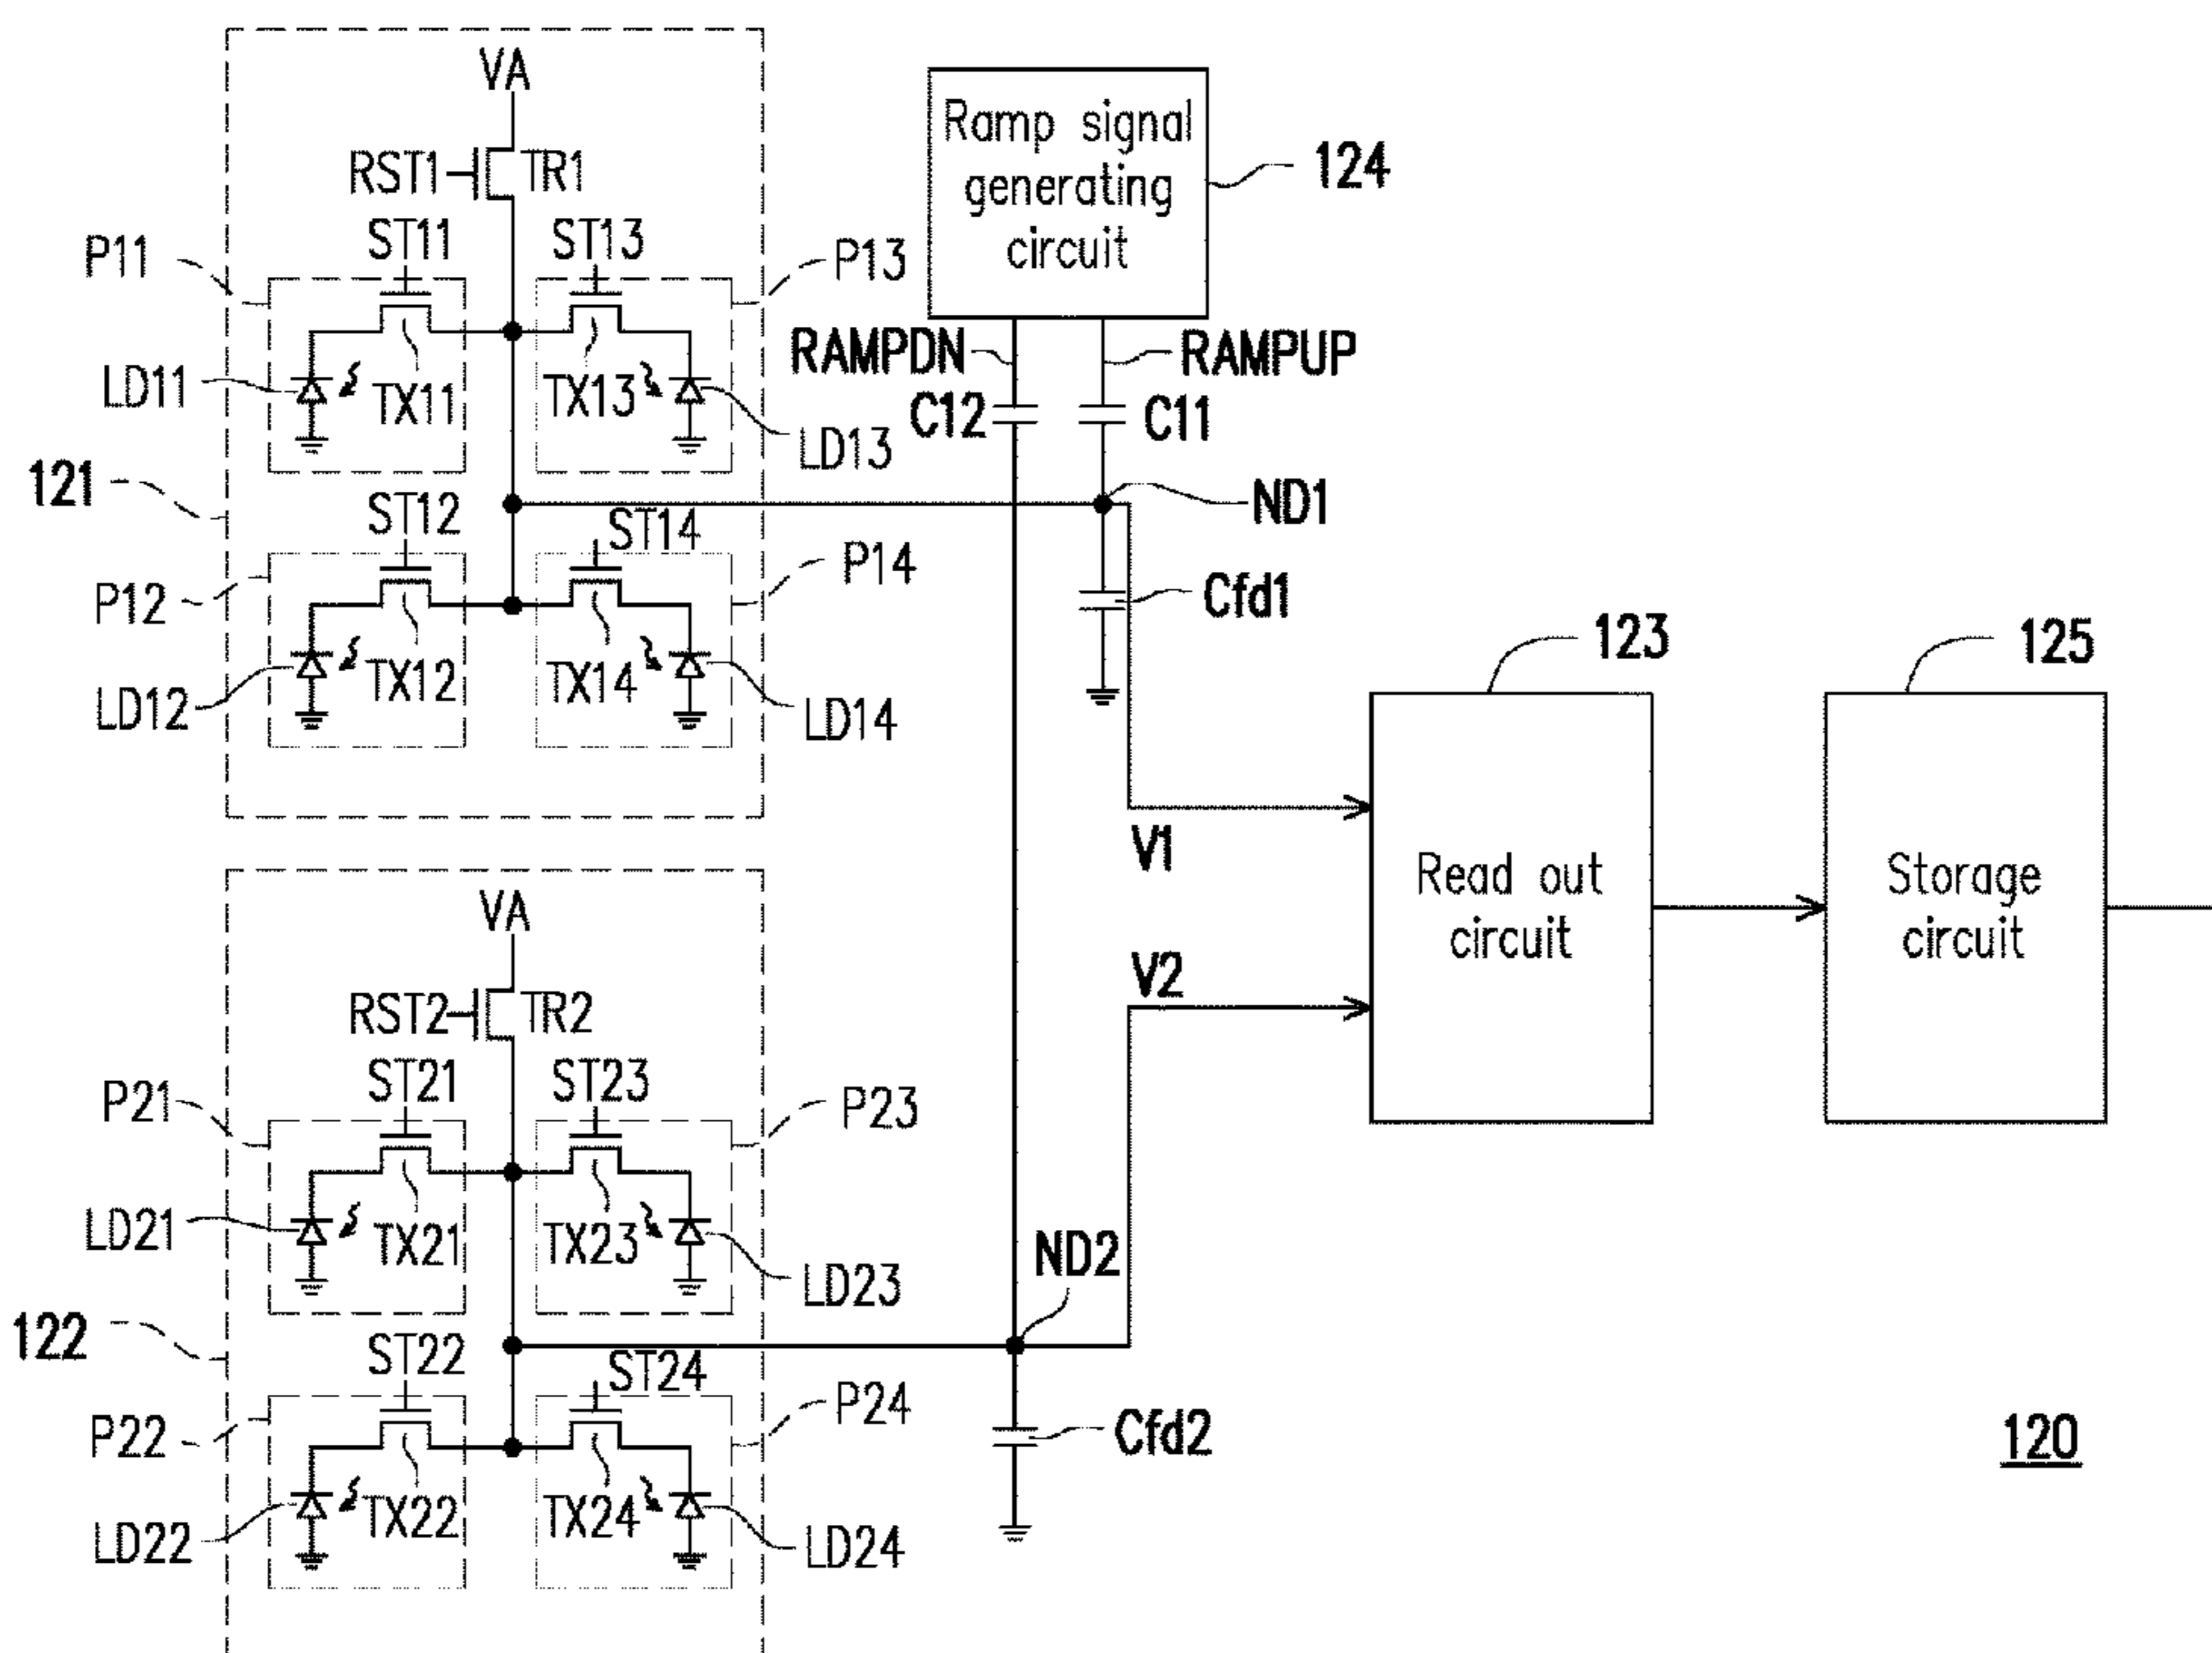 VA
RST1
TR1
ST11
ST13
P11
P13
LD11
TX11
TX13
LD13
121
ST12
ST14
P12
P14
LD12
TX12
TX14
LD14
Ramp signal
generating
circuit
124
RAMPDN
RAMPUP
C12
C11
ND1
Cfd1
V1
123
125
Read out
circuit
Storage
circuit
V2
VA
RST2
TR2
ST21
ST23
P21
P23
LD21
TX21
TX23
LD23
122
ST22
ST24
P22
P24
LD22
TX22
TX24
LD24
ND2
Cfd2
120